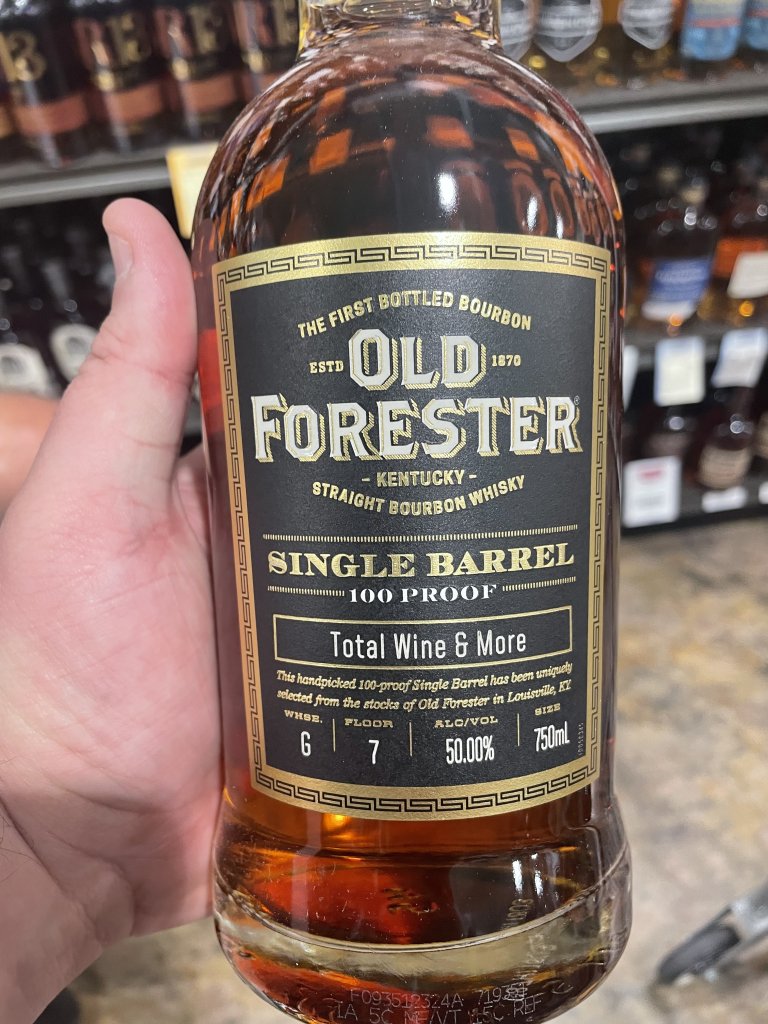 THE FIRST BOTTLED BOURBON
ESTD 1870
OLD
FORESTER®
- KENTUCKY -
STRAIGHT BOURBON WHISKY
SINGLE BARREL
100 PROOF
Total Wine & More
This handpicked 100-proof Single Barrel has been uniquely
selected from the stocks of Old Forester in Louisville, KY.
WHSE. FLOOR ALC/VOL SIZE
G 7 50.00% 750mL